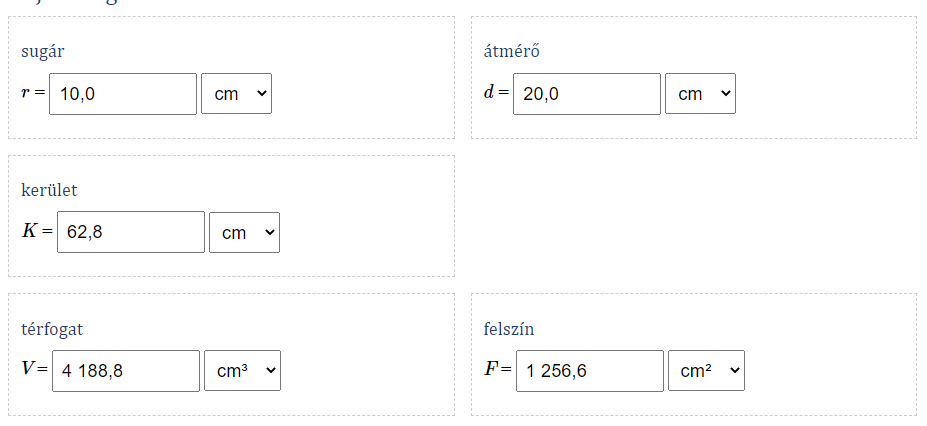 sugár
r = 10,0 cm
átmérő
d = 20,0 cm
kerület
K = 62,8 cm
térfogat
V = 4 188,8 cm³
felszín
F = 1 256,6 cm²